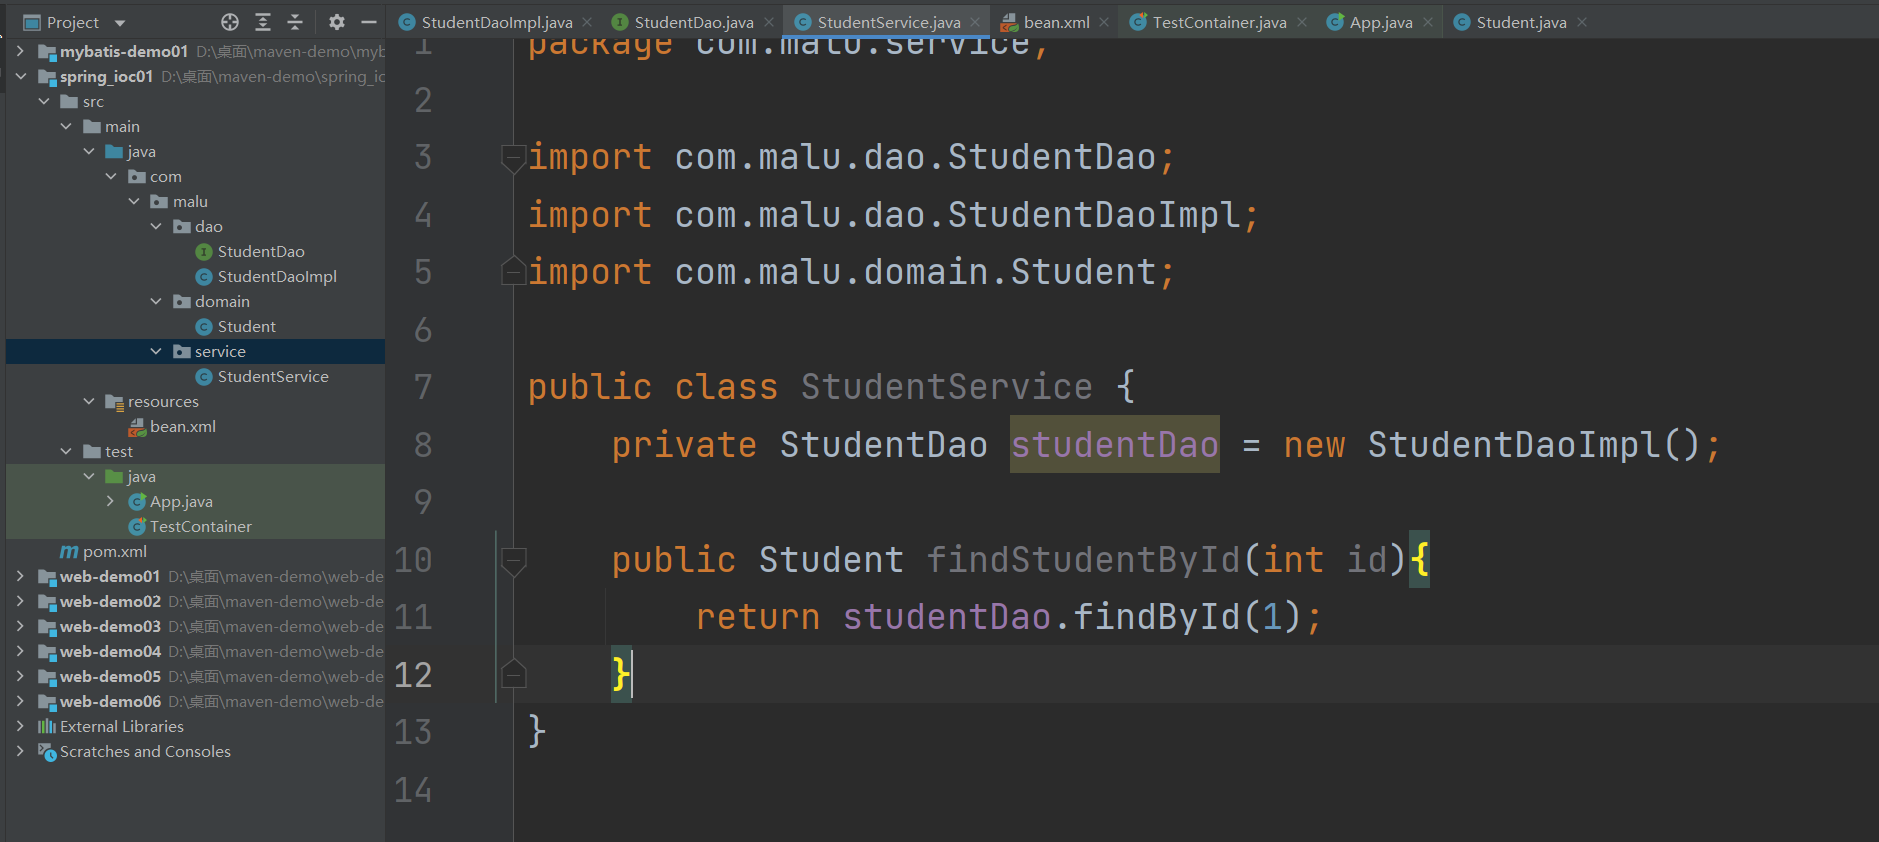 Project
StudentDaoImpl.java
StudentDao.java
StudentService.java
bean.xml
TestContainer.java
App.java
Student.java
mybatis-demo01 D:\桌面\maven-demo\myb
spring_ioc01 D:\桌面\maven-demo\spring_ic
src
main
java
com
malu
dao
StudentDao
StudentDaoImpl
domain
Student
service
StudentService
resources
bean.xml
test
java
App.java
TestContainer
pom.xml
web-demo01 D:\桌面\maven-demo\web-de
web-demo02 D:\桌面\maven-demo\web-de
web-demo03 D:\桌面\maven-demo\web-de
web-demo04 D:\桌面\maven-demo\web-de
web-demo05 D:\桌面\maven-demo\web-de
web-demo06 D:\桌面\maven-demo\web-de
External Libraries
Scratches and Consoles
1 package com.malu.service;
2
3 import com.malu.dao.StudentDao;
4 import com.malu.dao.StudentDaoImpl;
5 import com.malu.domain.Student;
6
7 public class StudentService {
8 private StudentDao studentDao = new StudentDaoImpl();
9
10 public Student findStudentById(int id){
11 return studentDao.findById(1);
12 }
13 }
14